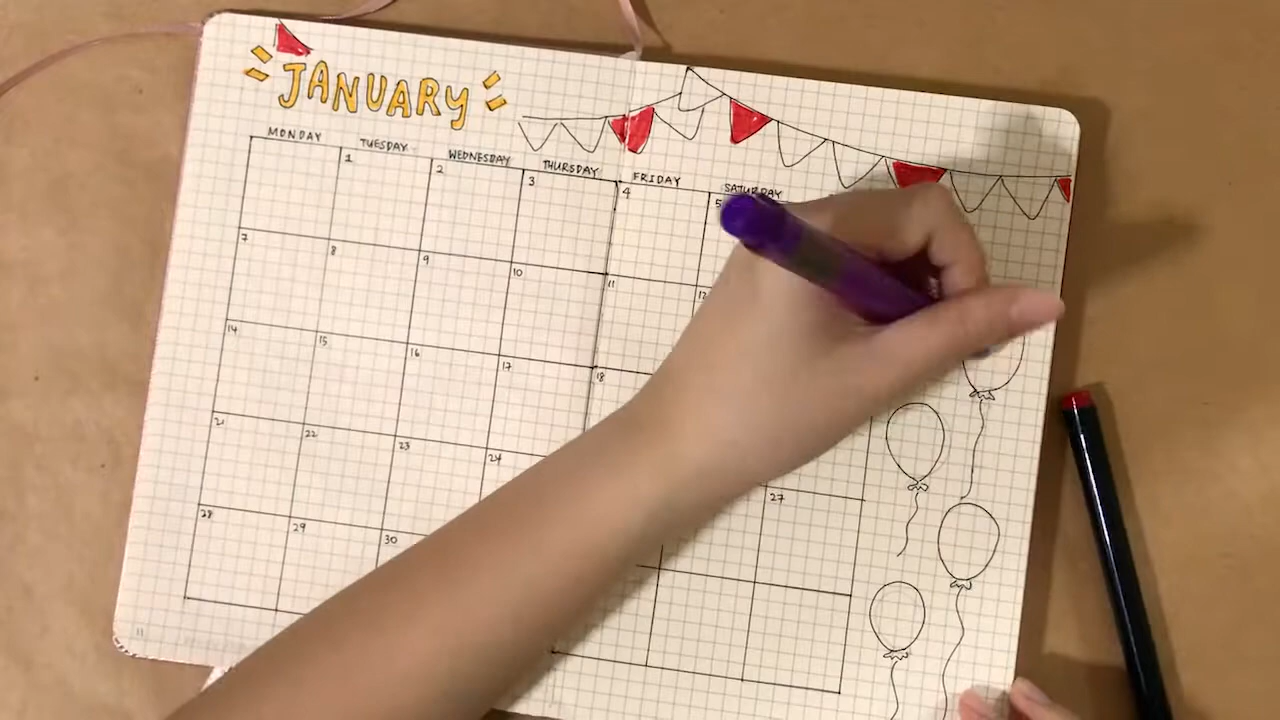 JANUARY
MONDAY TUESDAY WEDNESDAY THURSDAY FRIDAY SATURDAY
1 2 3 4 5
7 8 9 10 11 12
14 15 16 17 18
21 22 23 24
27
28 29 30
11